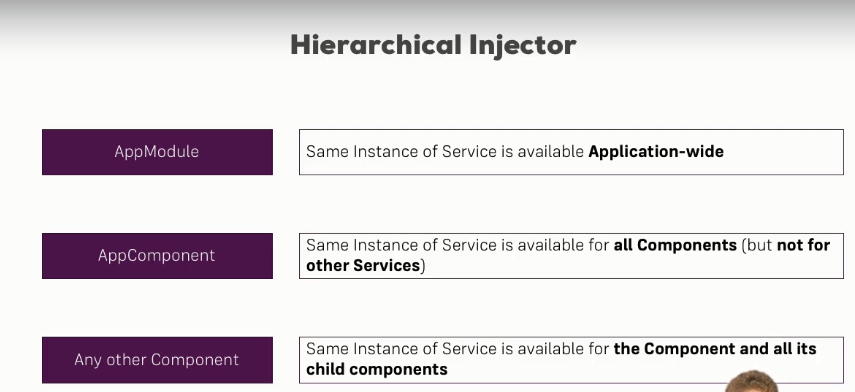 Hierarchical Injector
AppModule
Same Instance of Service is available Application-wide
AppComponent
Same Instance of Service is available for all Components (but not for
other Services)
Any other Component
Same Instance of Service is available for the Component and all its
child components